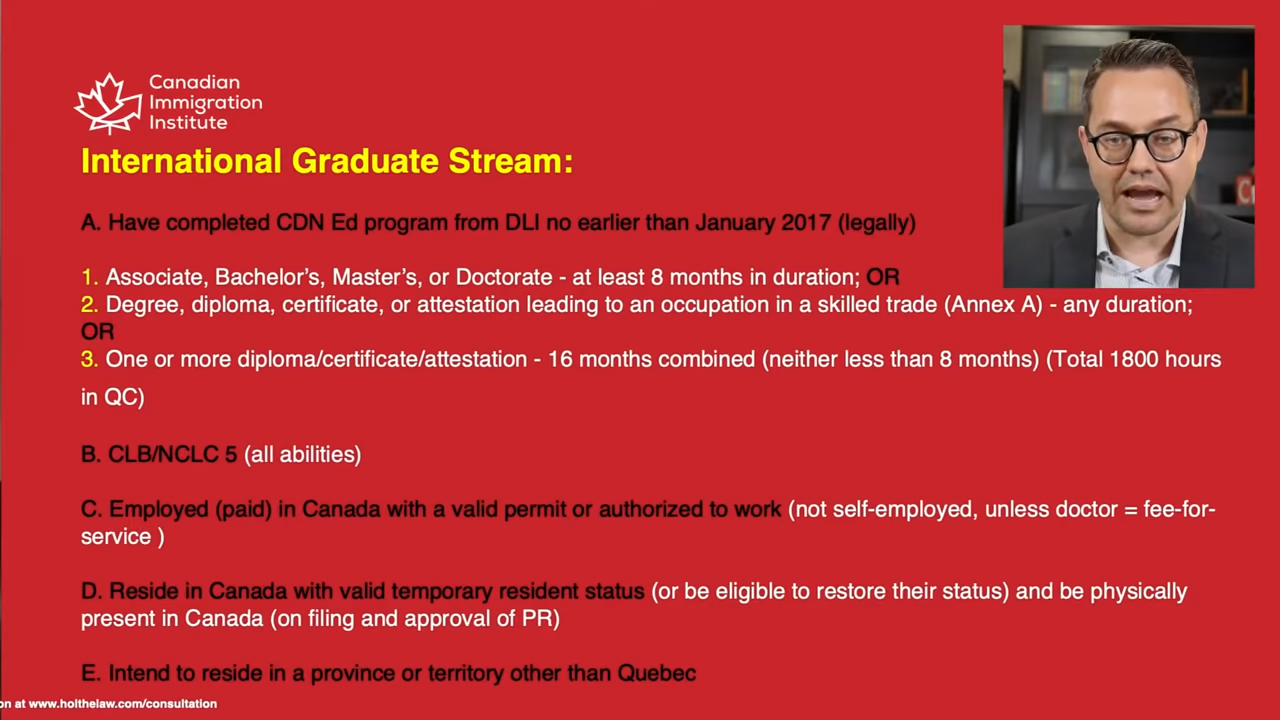 Canadian
Immigration
Institute
International Graduate Stream:
A. Have completed CDN Ed program from DLI no earlier than January 2017 (legally)
1. Associate, Bachelor's, Master's, or Doctorate - at least 8 months in duration; OR
2. Degree, diploma, certificate, or attestation leading to an occupation in a skilled trade (Annex A) - any duration;
OR
3. One or more diploma/certificate/attestation - 16 months combined (neither less than 8 months) (Total 1800 hours
in QC)
B. CLB/NCLC 5 (all abilities)
C. Employed (paid) in Canada with a valid permit or authorized to work (not self-employed, unless doctor = fee-for-
service )
D. Reside in Canada with valid temporary resident status (or be eligible to restore their status) and be physically
present in Canada (on filing and approval of PR)
E. Intend to reside in a province or territory other than Quebec
on at www.holthelaw.com/consultation